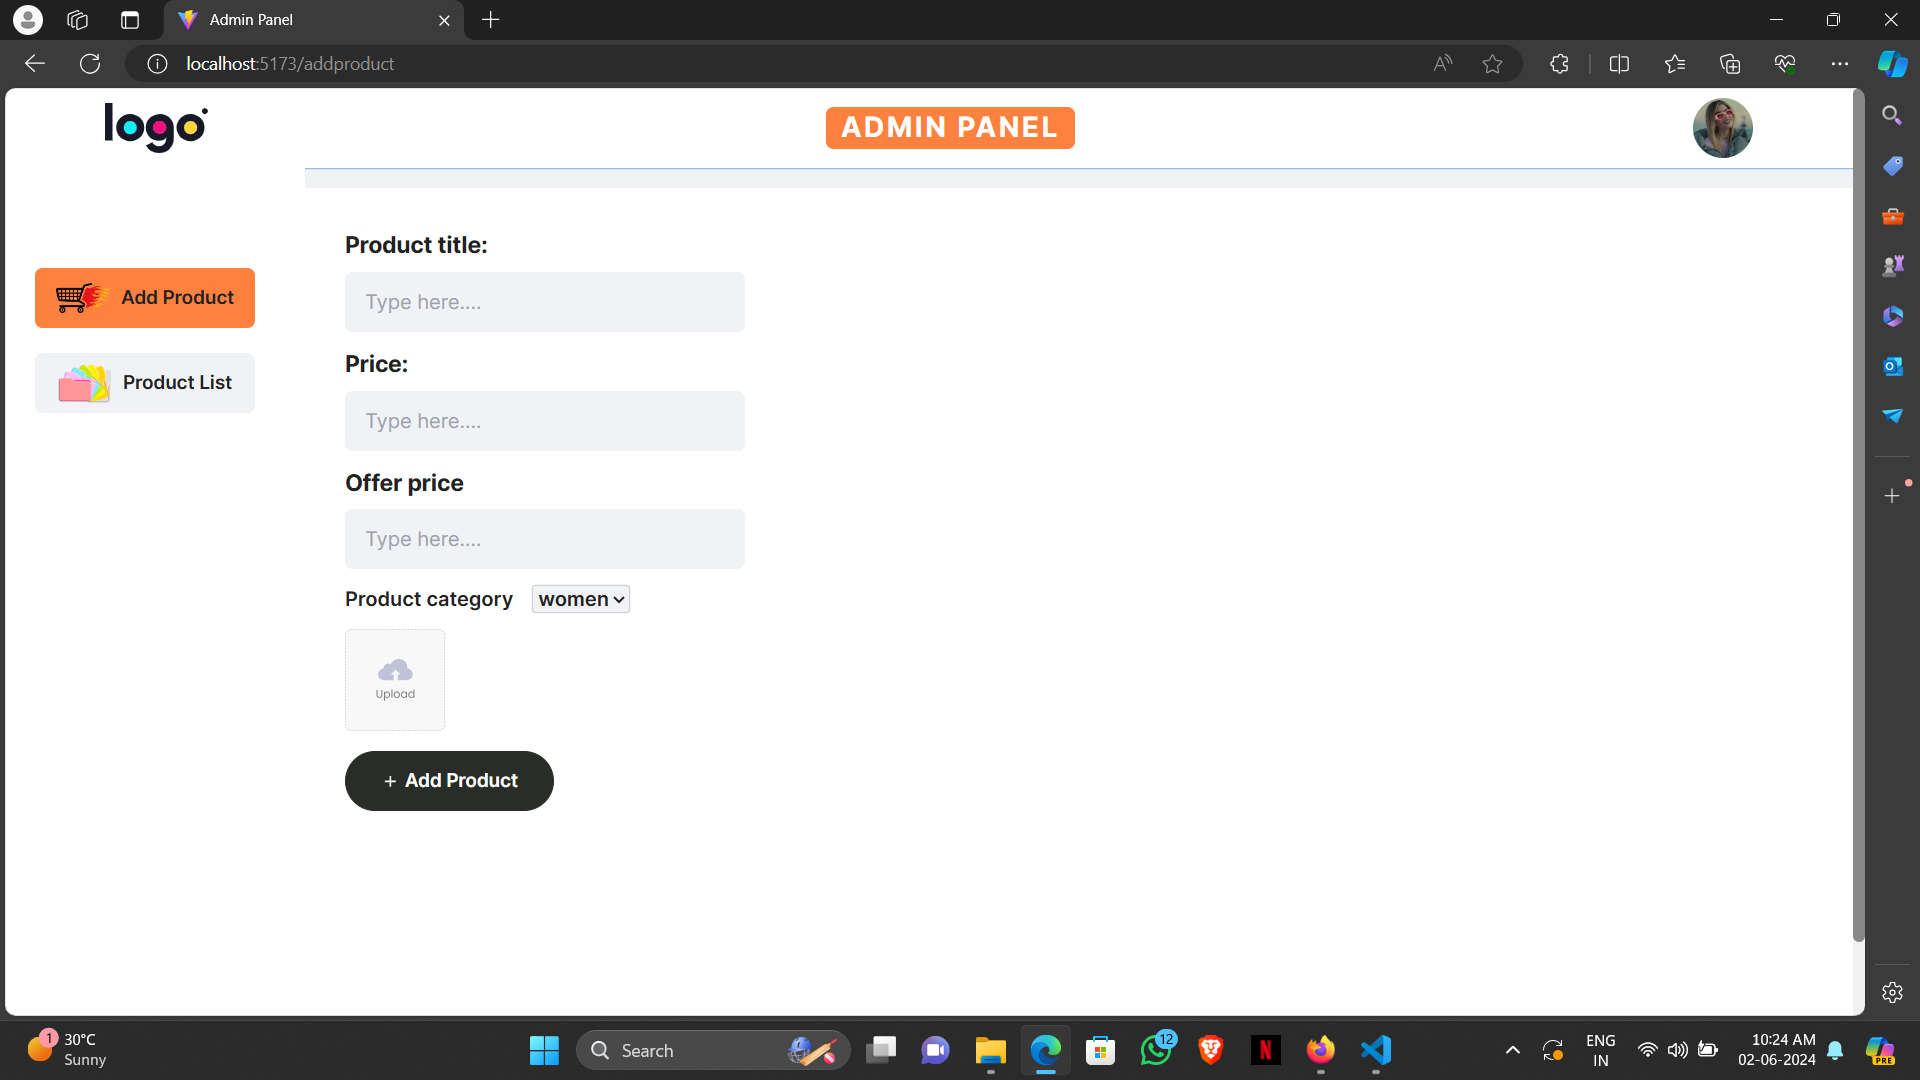 Admin Panel
localhost:5173/addproduct
logo
ADMIN PANEL
Product title:
Type here....
Add Product
Price:
Product List
Type here....
Offer price
Type here....
Product category women
Upload
+ Add Product
1
30°C
Sunny
Search
12
N
ENG
IN
10:24 AM
02-06-2024
PRE